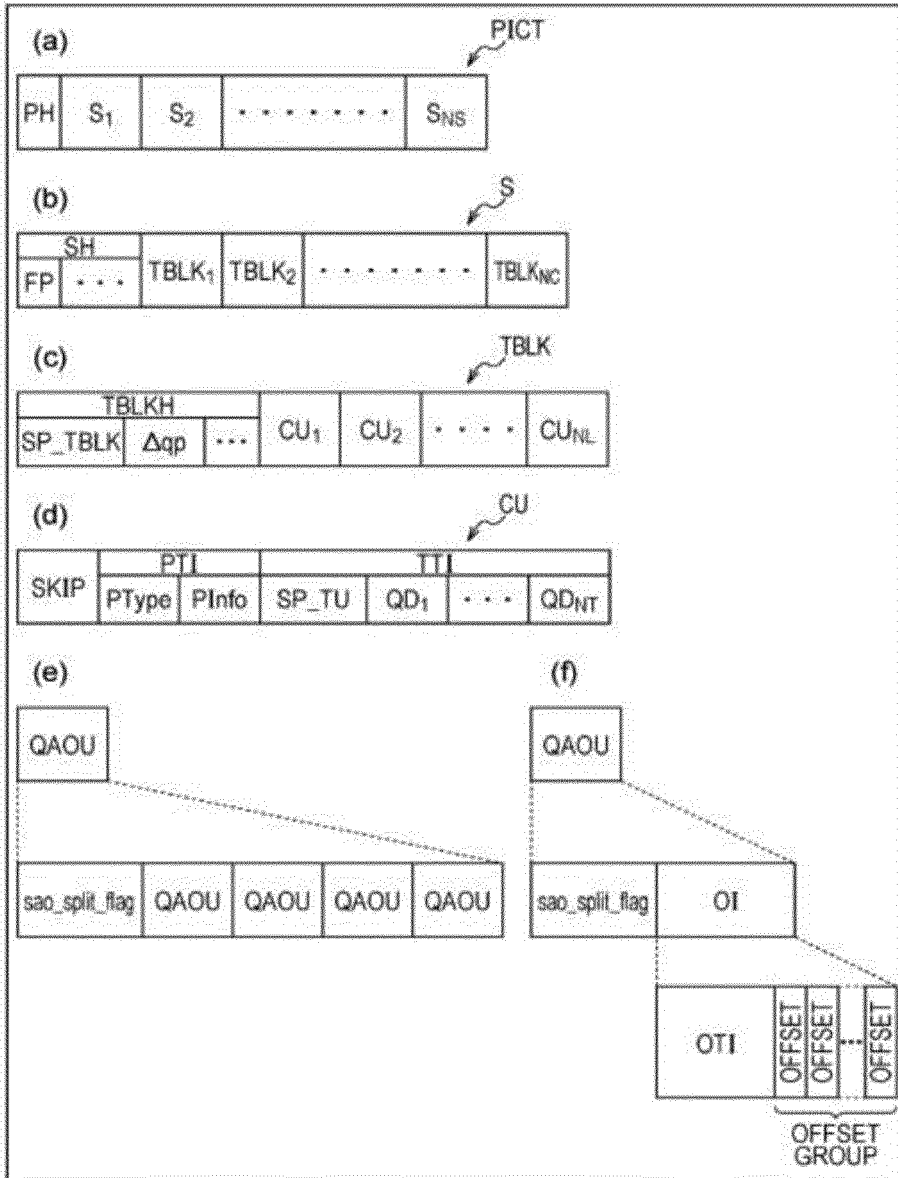 (a)
PICT
PH S1 S2 ······· SNS
(b)
S
SH
FP ··· TBLK1 TBLK2 ······· TBLKNC
(c)
TBLK
TBLKH
SP_TBLK Δqp ··· CU1 CU2 ···· CUNL
(d)
CU
SKIP PTI TTI
PType PInfo SP_TU QD1 ··· QDNT
(e) (f)
QAOU QAOU
sao_split_flag QAOU QAOU QAOU QAOU sao_split_flag OI
OTI OFFSET OFFSET ··· OFFSET
OFFSET
GROUP